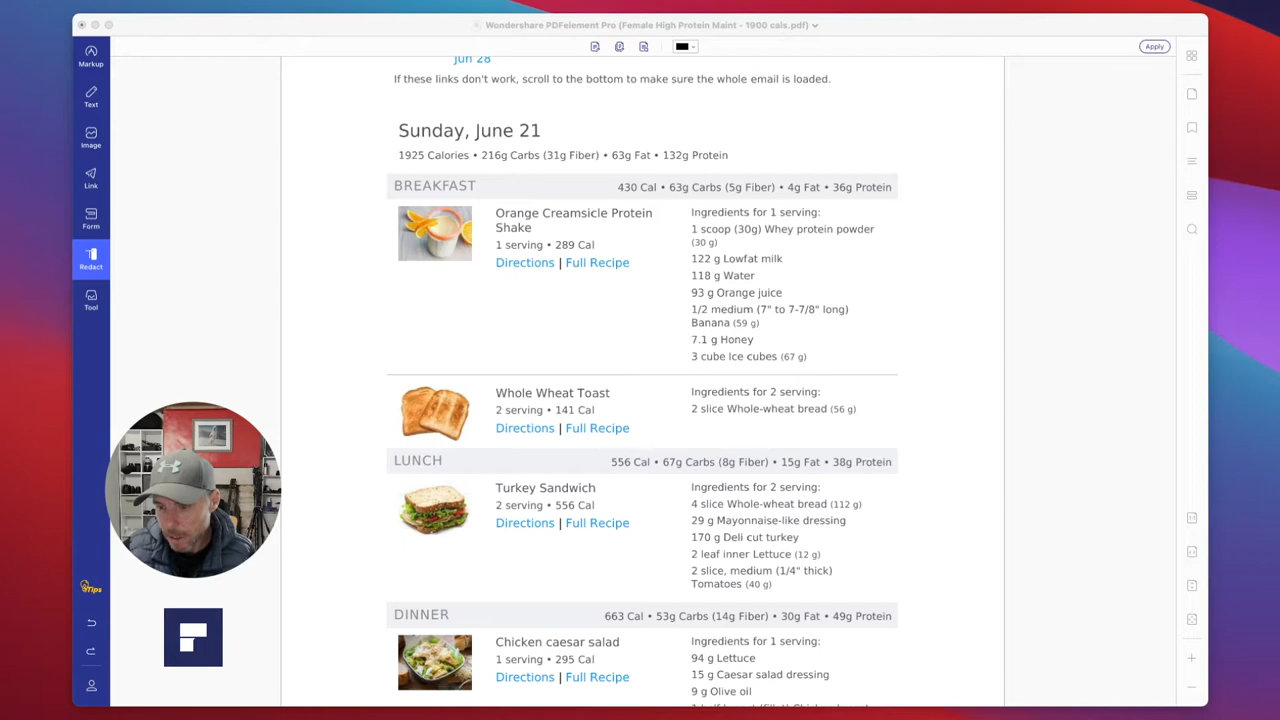 Wondershare PDFelement Pro (Female High Protein Maint - 1900 cals.pdf)
Apply
Markup
Text
Image
Link
Form
Redact
Tool
Tips
Jun 28
If these links don't work, scroll to the bottom to make sure the whole email is loaded.
Sunday, June 21
1925 Calories • 216g Carbs (31g Fiber) • 63g Fat • 132g Protein
BREAKFAST 430 Cal • 63g Carbs (5g Fiber) • 4g Fat • 36g Protein
Orange Creamsicle Protein
Shake
1 serving • 289 Cal
Directions | Full Recipe
Ingredients for 1 serving:
1 scoop (30g) Whey protein powder
(30 g)
122 g Lowfat milk
118 g Water
93 g Orange juice
1/2 medium (7" to 7-7/8" long)
Banana (59 g)
7.1 g Honey
3 cube Ice cubes (67 g)
Whole Wheat Toast
2 serving • 141 Cal
Directions | Full Recipe
Ingredients for 2 serving:
2 slice Whole-wheat bread (56 g)
LUNCH 556 Cal • 67g Carbs (8g Fiber) • 15g Fat • 38g Protein
Turkey Sandwich
2 serving • 556 Cal
Directions | Full Recipe
Ingredients for 2 serving:
4 slice Whole-wheat bread (112 g)
29 g Mayonnaise-like dressing
170 g Deli cut turkey
2 leaf inner Lettuce (12 g)
2 slice, medium (1/4" thick)
Tomatoes (40 g)
DINNER 663 Cal • 53g Carbs (14g Fiber) • 30g Fat • 49g Protein
Chicken caesar salad
1 serving • 295 Cal
Directions | Full Recipe
Ingredients for 1 serving:
94 g Lettuce
15 g Caesar salad dressing
9 g Olive oil